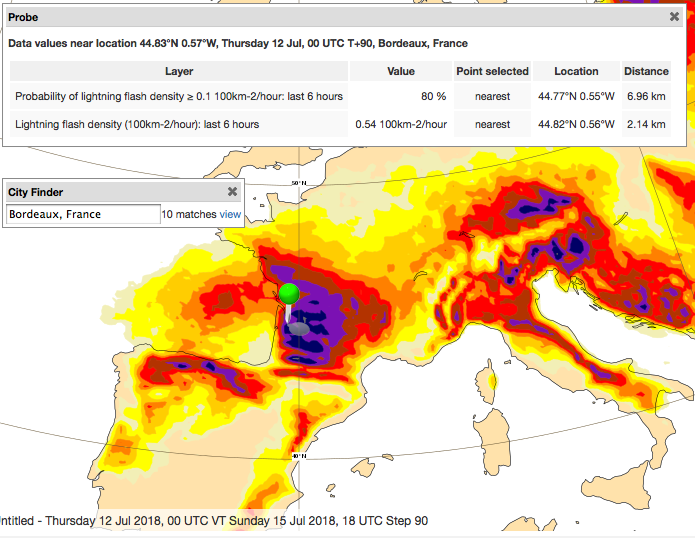 Probe
Data values near location 44.83°N 0.57°W, Thursday 12 Jul, 00 UTC T+90, Bordeaux, France
Layer Value Point selected Location Distance
Probability of lightning flash density ≥ 0.1 100km-2/hour: last 6 hours 80 % nearest 44.77°N 0.55°W 6.96 km
Lightning flash density (100km-2/hour): last 6 hours 0.54 100km-2/hour nearest 44.82°N 0.56°W 2.14 km
50°N
City Finder
Bordeaux, France 10 matches view
40°N
ntitled - Thursday 12 Jul 2018, 00 UTC VT Sunday 15 Jul 2018, 18 UTC Step 90